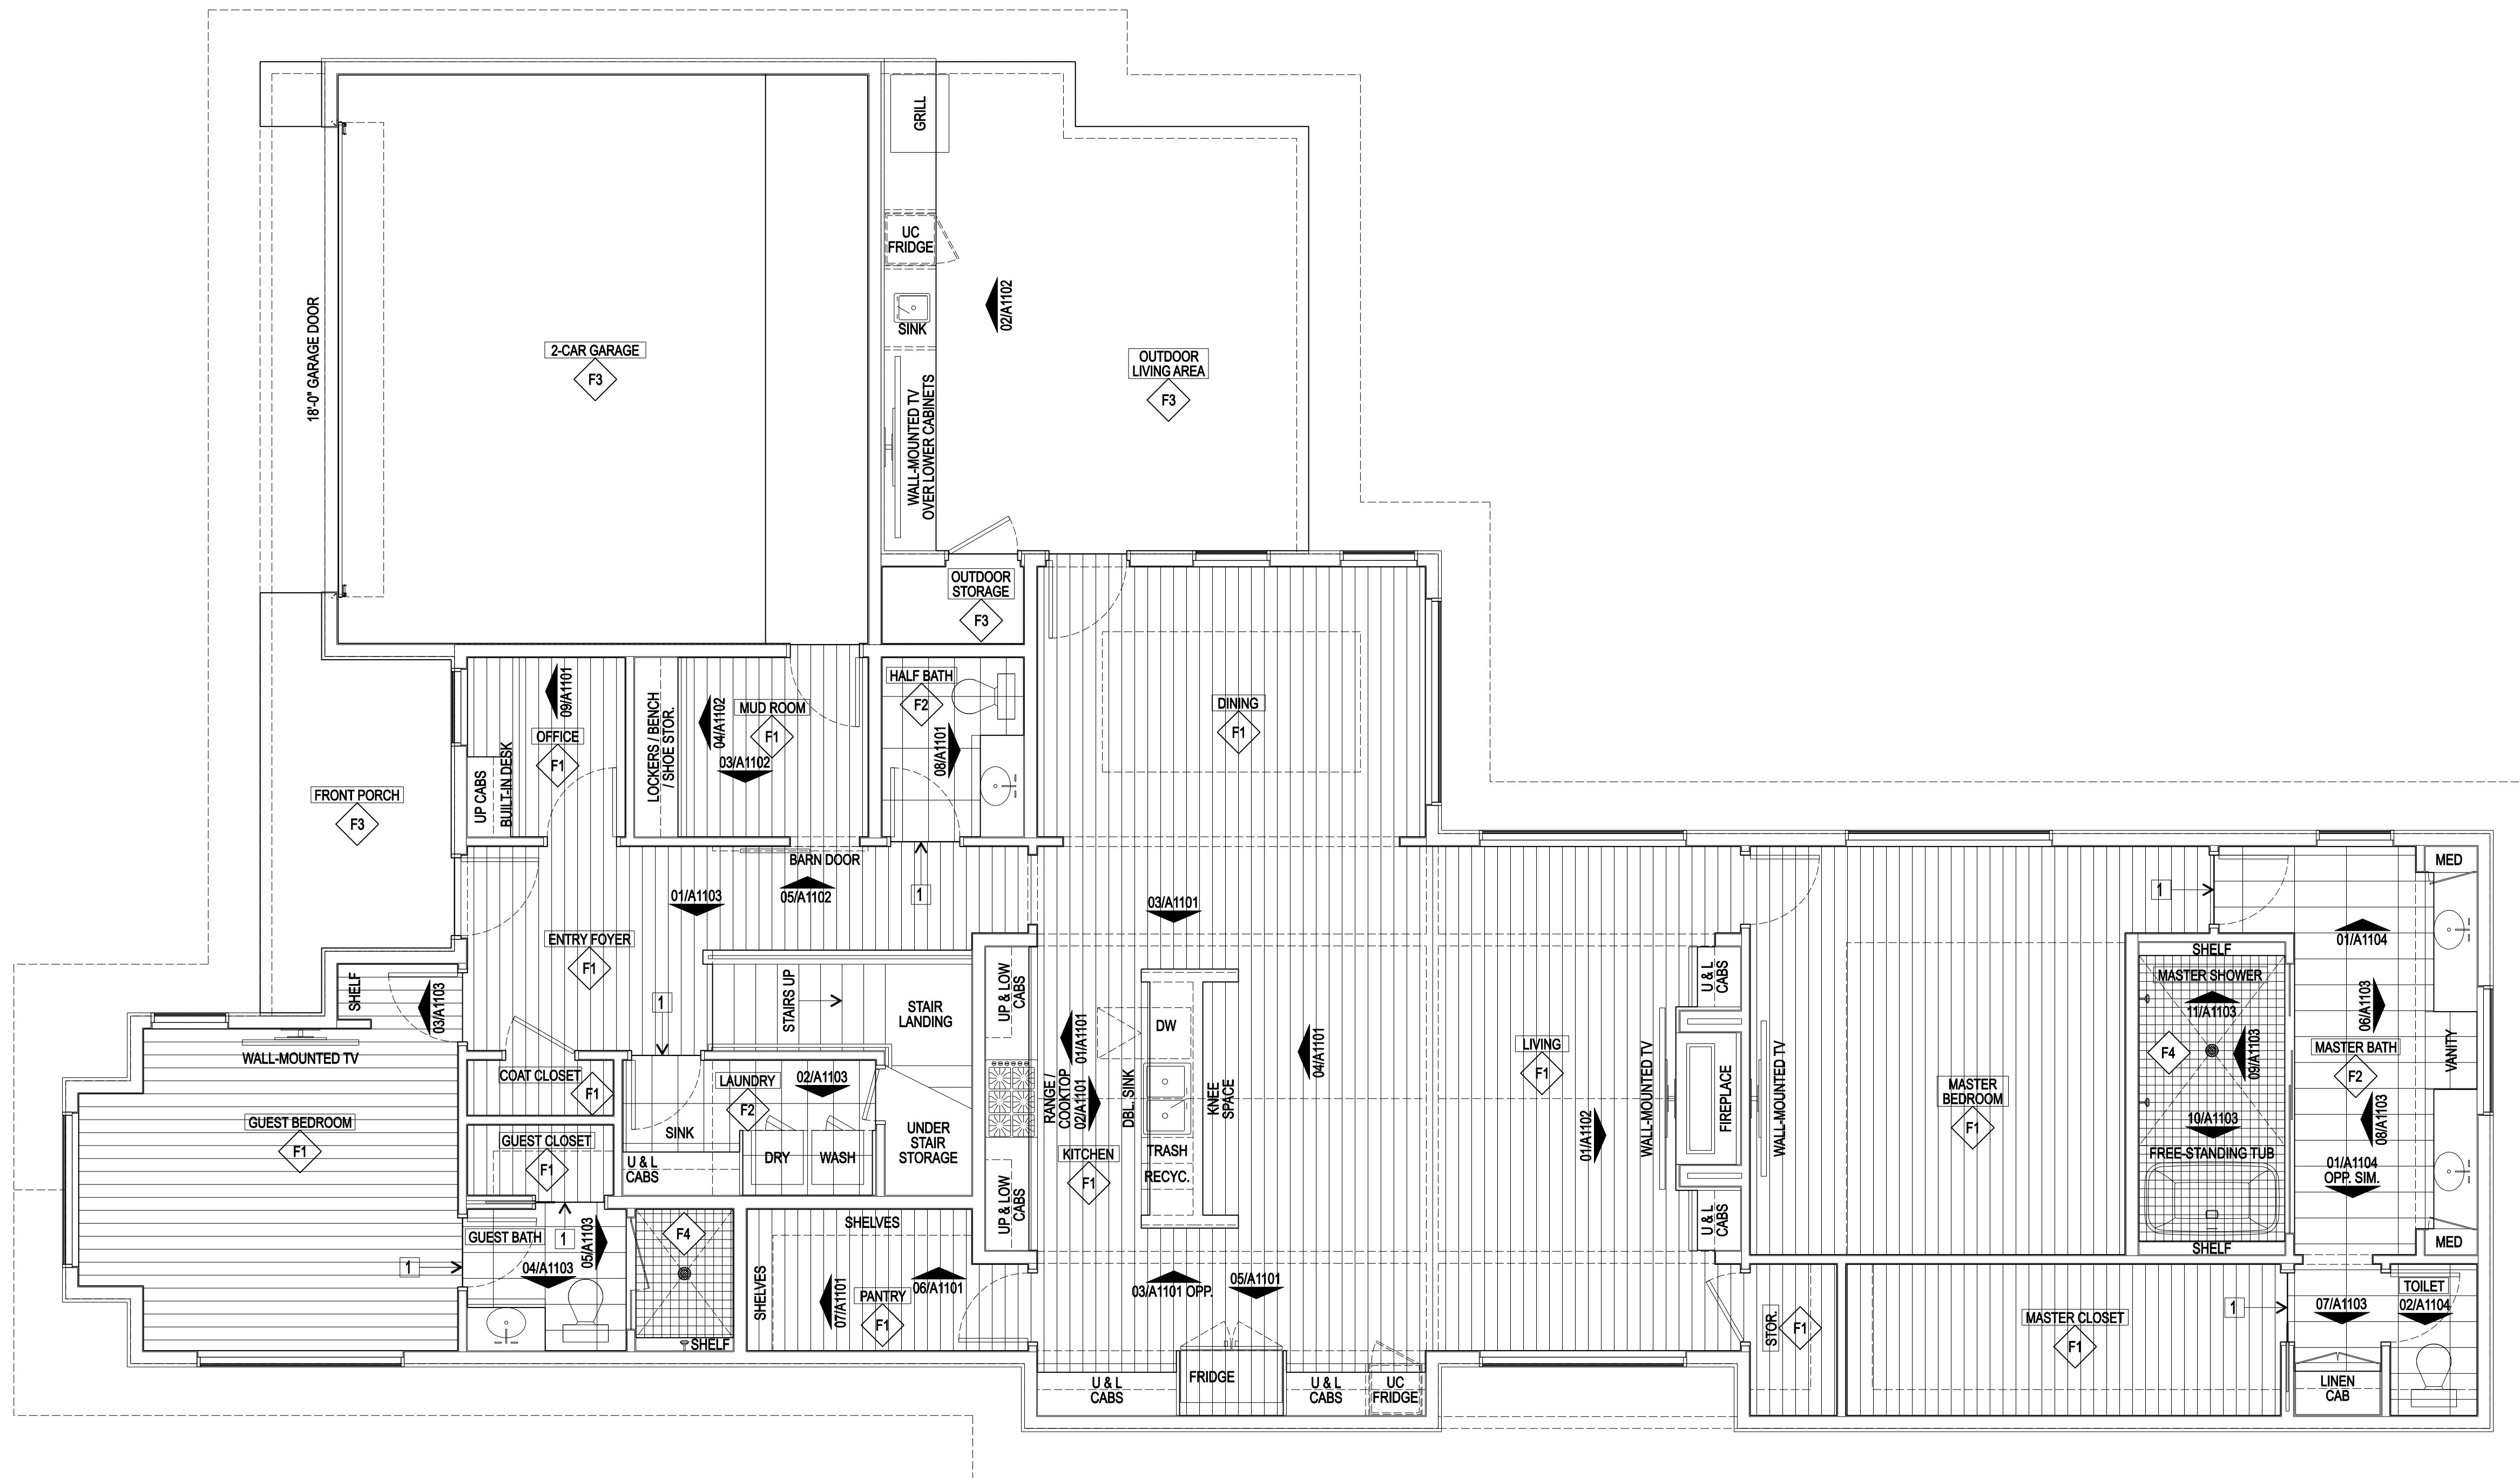 GRILL
UC
FRIDGE
SINK
02/A1102
18'-0" GARAGE DOOR
2-CAR GARAGE
F3
OUTDOOR
LIVING AREA
F3
WALL-MOUNTED TV
OVER LOWER CABINETS
OUTDOOR
STORAGE
F3
09/A1101
OFFICE
F1
UP CABS
BUILT-IN DESK
LOCKERS / BENCH
/ SHOE STOR.
04/A1102
MUD ROOM
F1
03/A1102
HALF BATH
F2
08/A1101
DINING
F1
FRONT PORCH
F3
BARN DOOR
05/A1102
01/A1103
1
03/A1101
1
MED
01/A1104
ENTRY FOYER
F1
SHELF
03/A1103
1
STAIRS UP
STAIR
LANDING
UP & LOW
CABS
01/A1101
DW
04/A1101
U & L
CABS
SHELF
MASTER SHOWER
11/A1103
06/A1103
WALL-MOUNTED TV
COAT CLOSET
F1
LAUNDRY
F2
02/A1103
RANGE /
COOKTOP
02/A1101
DBL. SINK
KNEE
SPACE
LIVING
F1
01/A1102
WALL-MOUNTED TV
FIREPLACE
WALL-MOUNTED TV
MASTER
BEDROOM
F1
F4
09/A1103
MASTER BATH
F2
VANITY
10/A1103
08/A1103
GUEST BEDROOM
F1
GUEST CLOSET
F1
SINK
U & L
CABS
DRY
WASH
UNDER
STAIR
STORAGE
KITCHEN
F1
TRASH
RECYC.
FREE-STANDING TUB
01/A1104
OPP. SIM.
UP & LOW
CABS
U & L
CABS
SHELF
MED
GUEST BATH
1
05/A1103
F4
SHELVES
1
04/A1103
SHELVES
07/A1101
06/A1101
PANTRY
F1
03/A1101 OPP.
05/A1101
STOR.
F1
MASTER CLOSET
F1
1
07/A1103
TOILET
02/A1104
SHELF
U & L
CABS
FRIDGE
U & L
CABS
UC
FRIDGE
LINEN
CAB